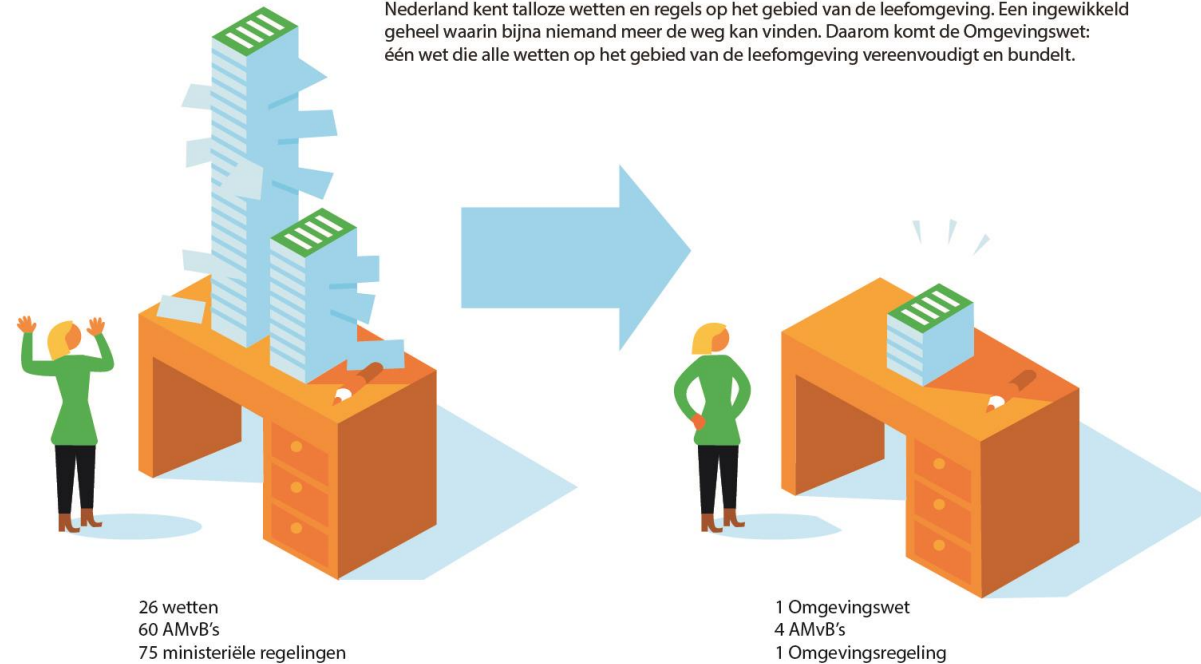 Nederland kent talloze wetten en regels op het gebied van de leefomgeving. Een ingewikkeld
geheel waarin bijna niemand meer de weg kan vinden. Daarom komt de Omgevingswet:
één wet die alle wetten op het gebied van de leefomgeving vereenvoudigt en bundelt.
26 wetten
60 AMvB's
75 ministeriële regelingen
1 Omgevingswet
4 AMvB's
1 Omgevingsregeling